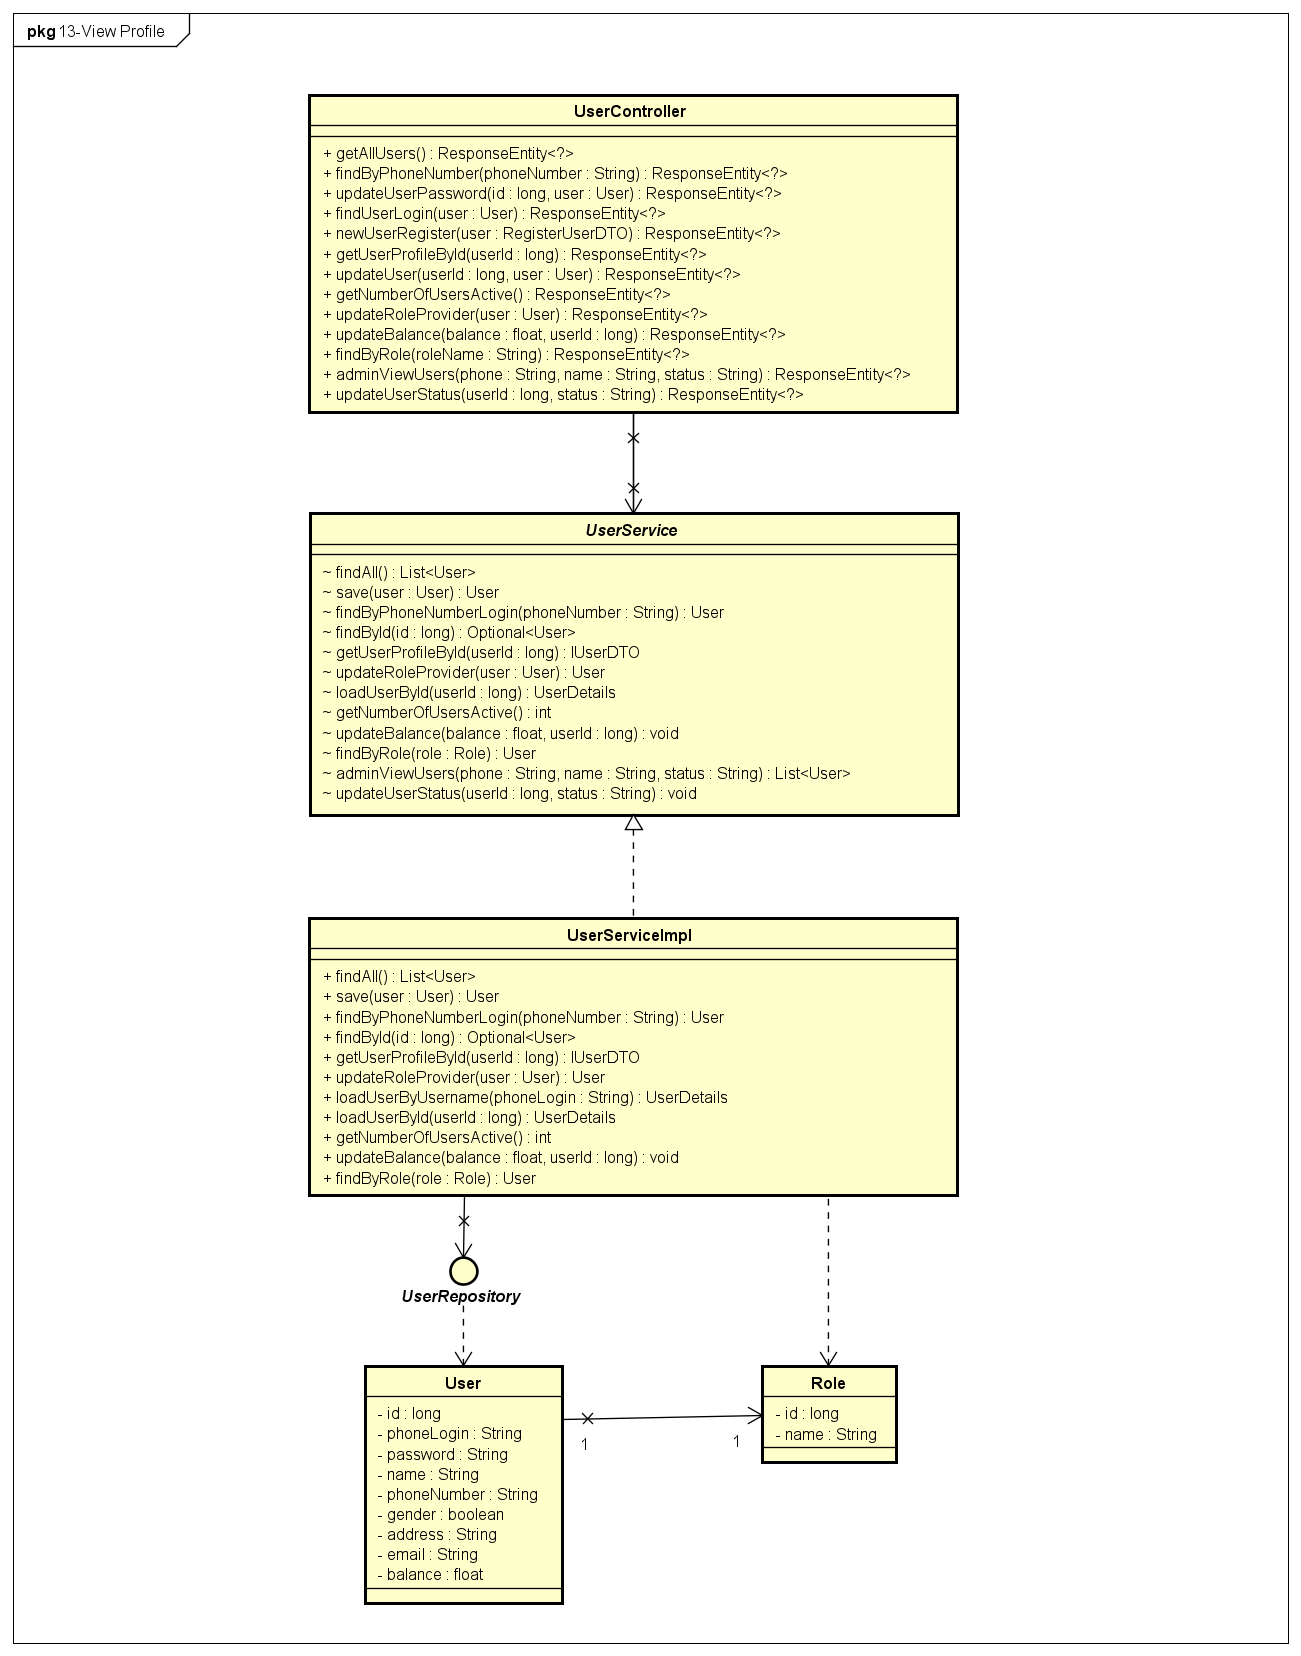 pkg 13-View Profile
UserController
+ getAllUsers() : ResponseEntity<?>
+ findByPhoneNumber(phoneNumber : String) : ResponseEntity<?>
+ updateUserPassword(id : long, user : User) : ResponseEntity<?>
+ findUserLogin(user : User) : ResponseEntity<?>
+ newUserRegister(user : RegisterUserDTO) : ResponseEntity<?>
+ getUserProfileById(userId : long) : ResponseEntity<?>
+ updateUser(userId : long, user : User) : ResponseEntity<?>
+ getNumberOfUsersActive() : ResponseEntity<?>
+ updateRoleProvider(user : User) : ResponseEntity<?>
+ updateBalance(balance : float, userId : long) : ResponseEntity<?>
+ findByRole(roleName : String) : ResponseEntity<?>
+ adminViewUsers(phone : String, name : String, status : String) : ResponseEntity<?>
+ updateUserStatus(userId : long, status : String) : ResponseEntity<?>
UserService
~ findAll() : List<User>
~ save(user : User) : User
~ findByPhoneNumberLogin(phoneNumber : String) : User
~ findById(id : long) : Optional<User>
~ getUserProfileById(userId : long) : IUserDTO
~ updateRoleProvider(user : User) : User
~ loadUserById(userId : long) : UserDetails
~ getNumberOfUsersActive() : int
~ updateBalance(balance : float, userId : long) : void
~ findByRole(role : Role) : User
~ adminViewUsers(phone : String, name : String, status : String) : List<User>
~ updateUserStatus(userId : long, status : String) : void
UserServiceImpl
+ findAll() : List<User>
+ save(user : User) : User
+ findByPhoneNumberLogin(phoneNumber : String) : User
+ findById(id : long) : Optional<User>
+ getUserProfileById(userId : long) : IUserDTO
+ updateRoleProvider(user : User) : User
+ loadUserByUsername(phoneLogin : String) : UserDetails
+ loadUserById(userId : long) : UserDetails
+ getNumberOfUsersActive() : int
+ updateBalance(balance : float, userId : long) : void
+ findByRole(role : Role) : User
UserRepository
User
- id : long
- phoneLogin : String
- password : String
- name : String
- phoneNumber : String
- gender : boolean
- address : String
- email : String
- balance : float
1
1
Role
- id : long
- name : String